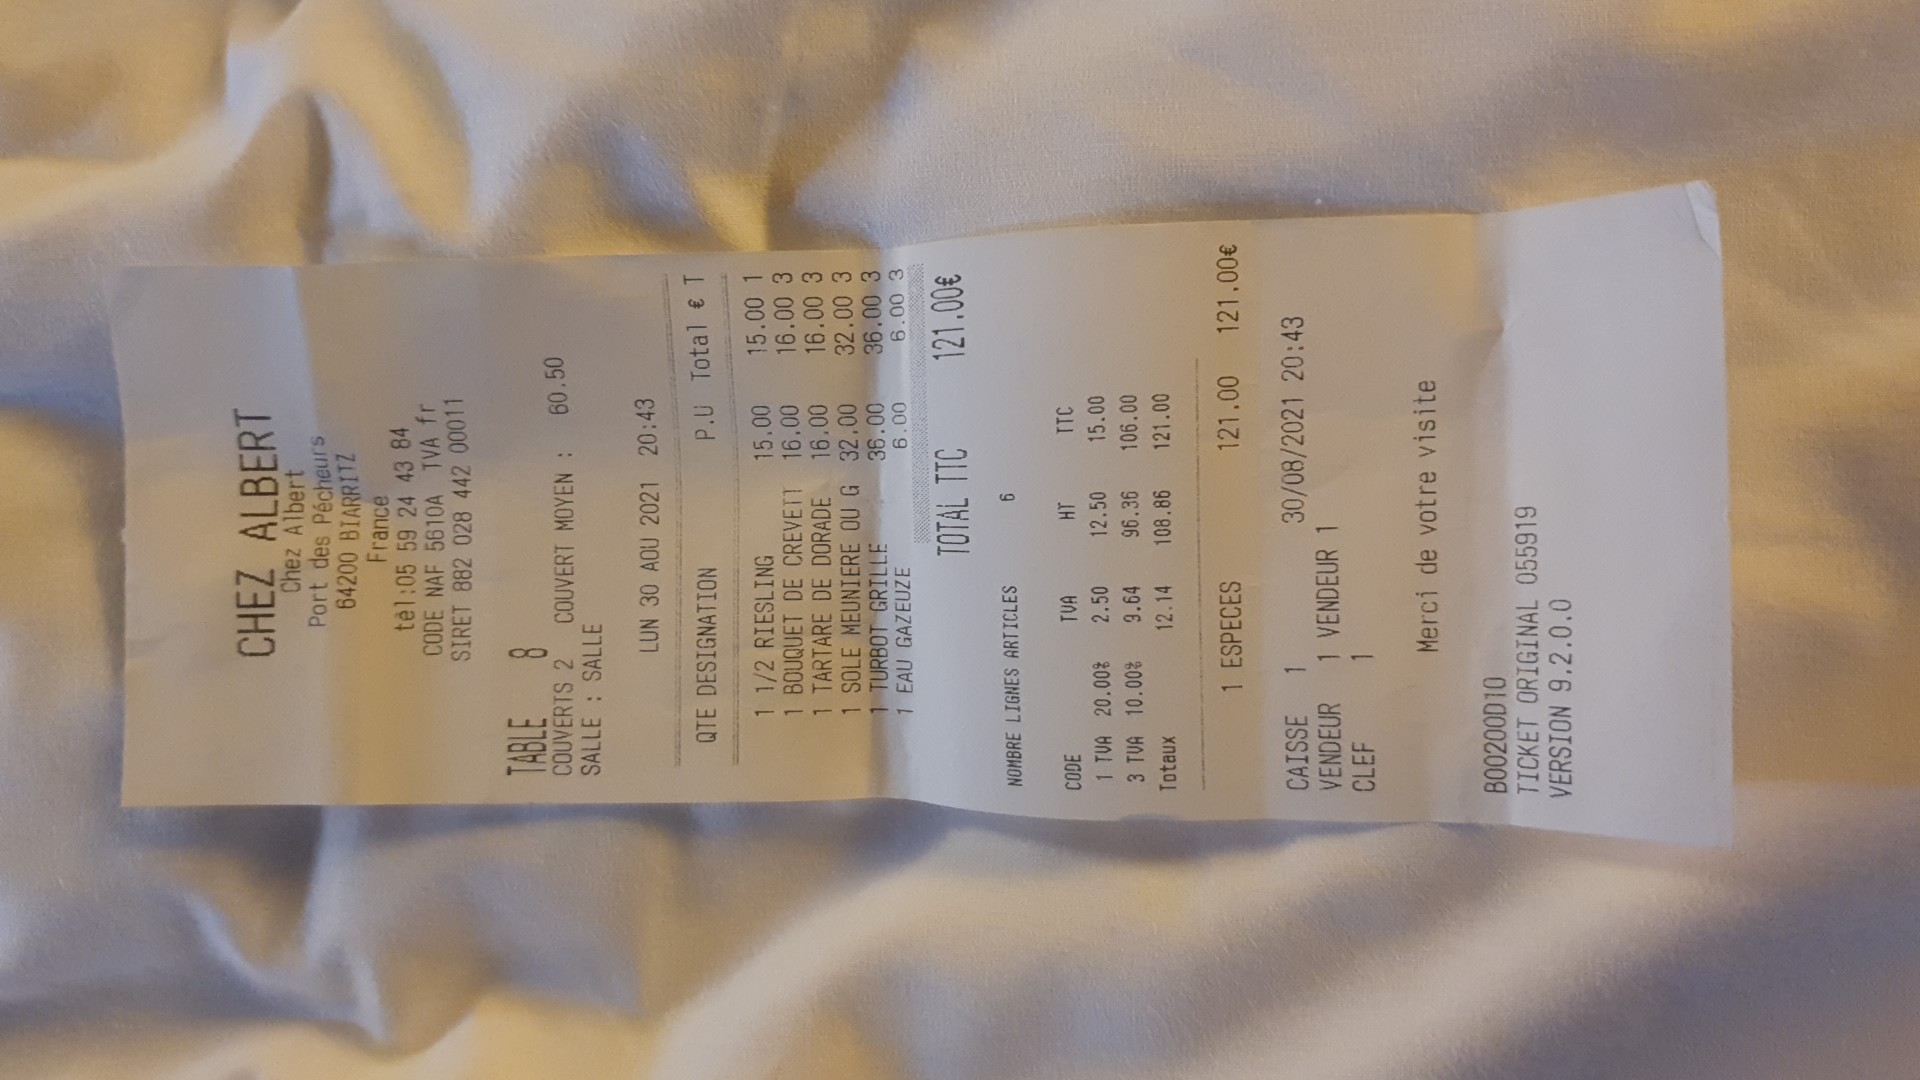 CHEZ ALBERT
Chez Albert
Port des Pêcheurs
64200 BIARRITZ
France
tèl:05 59 24 43 84
CODE NAF 5610A TVA fr
SIRET 882 028 442 00011
TABLE 8
COUVERTS 2 COUVERT MOYEN : 60.50
SALLE : SALLE
LUN 30 AOU 2021 20:43
QTE DESIGNATION P.U Total € T
1 1/2 RIESLING 15.00 15.00 1
1 BOUQUET DE CREVETT 16.00 16.00 3
1 TARTARE DE DORADE 16.00 16.00 3
1 SOLE MEUNIERE OU G 32.00 32.00 3
1 TURBOT GRILLE 36.00 36.00 3
1 EAU GAZEUZE 6.00 6.00 3
TOTAL TTC 121.00€
NOMBRE LIGNES ARTICLES 6
CODE TVA HT TTC
1 TVA 20.00% 2.50 12.50 15.00
3 TVA 10.00% 9.64 96.36 106.00
Totaux 12.14 108.86 121.00
1 ESPECES 121.00 121.00€
CAISSE 1 30/08/2021 20:43
VENDEUR 1 VENDEUR 1
CLEF 1
Merci de votre visite
B00200D10
TICKET ORIGINAL 055919
VERSION 9.2.0.0